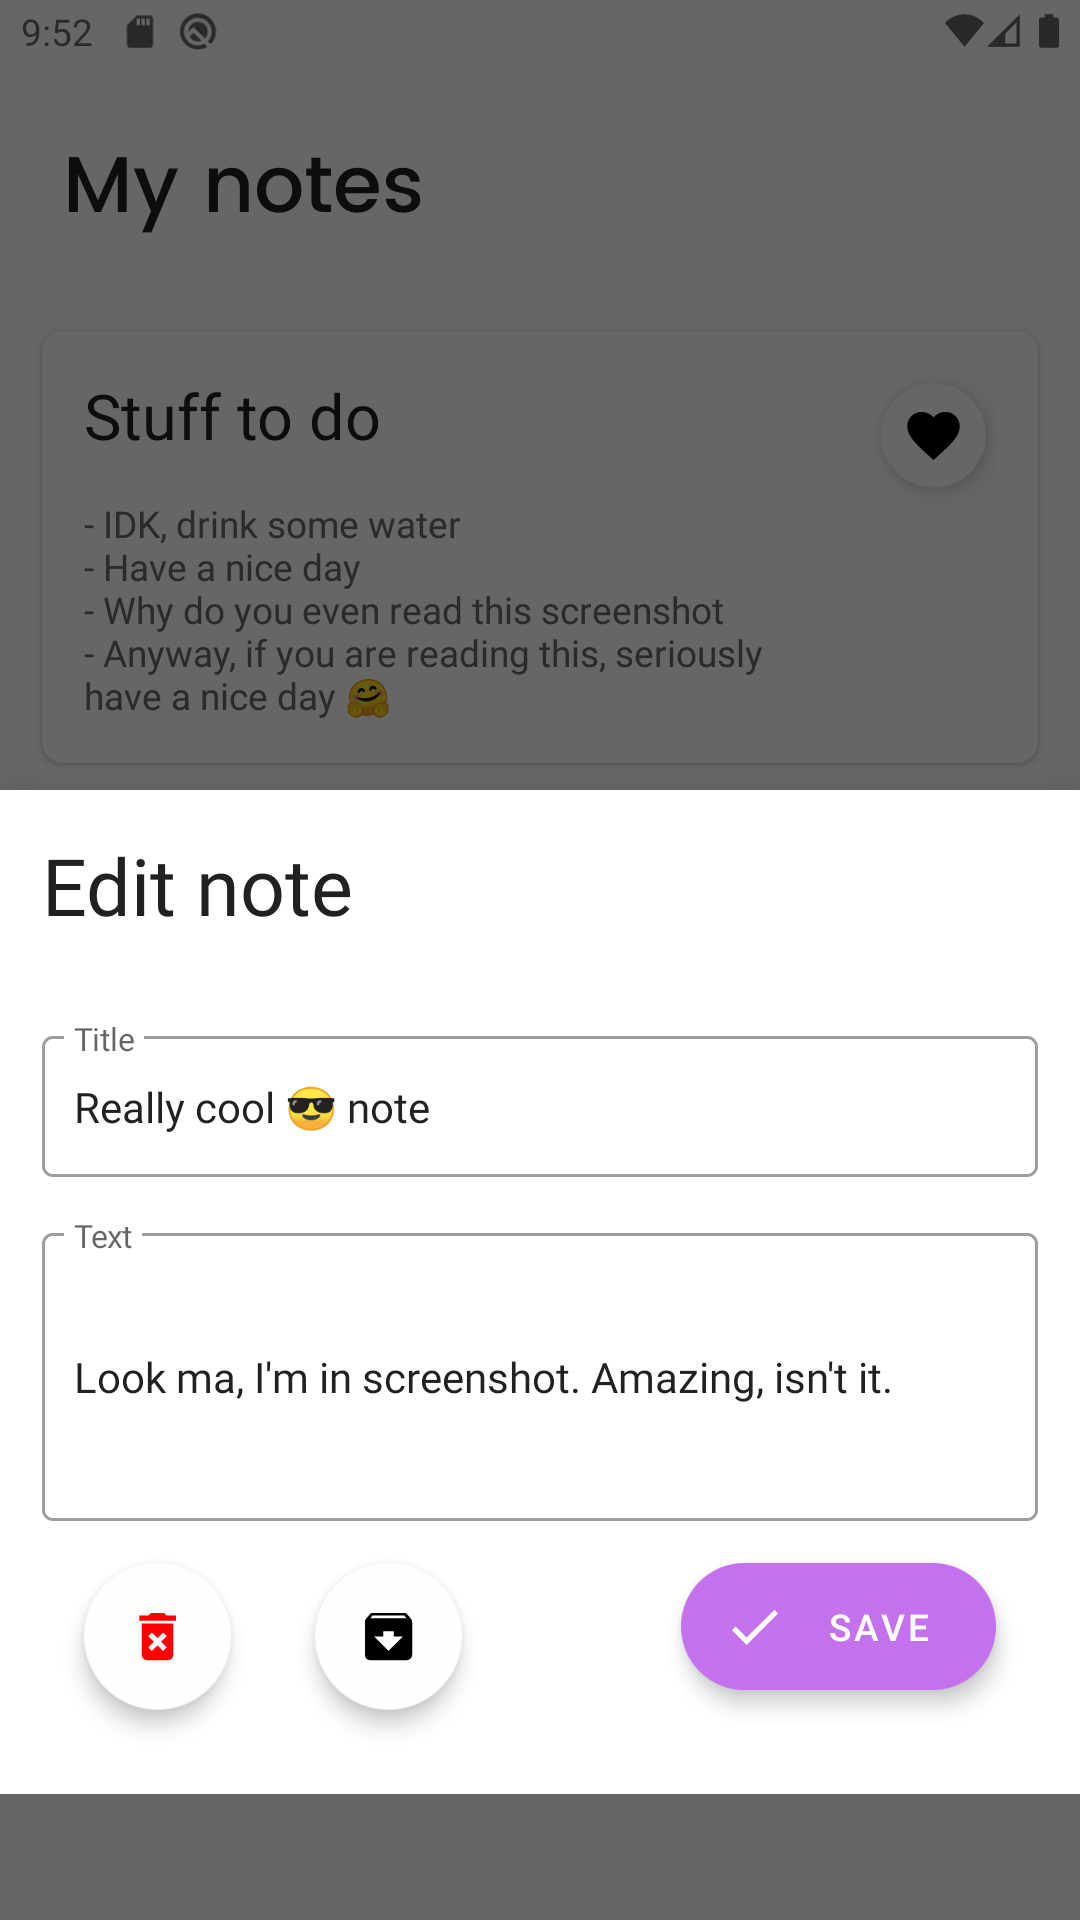 9:52
My notes
Stuff to do
- IDK, drink some water
- Have a nice day
- Why do you even read this screenshot
- Anyway, if you are reading this, seriously
have a nice day 🤗
Edit note
Title
Really cool 😎 note
Text
Look ma, I'm in screenshot. Amazing, isn't it.
SAVE